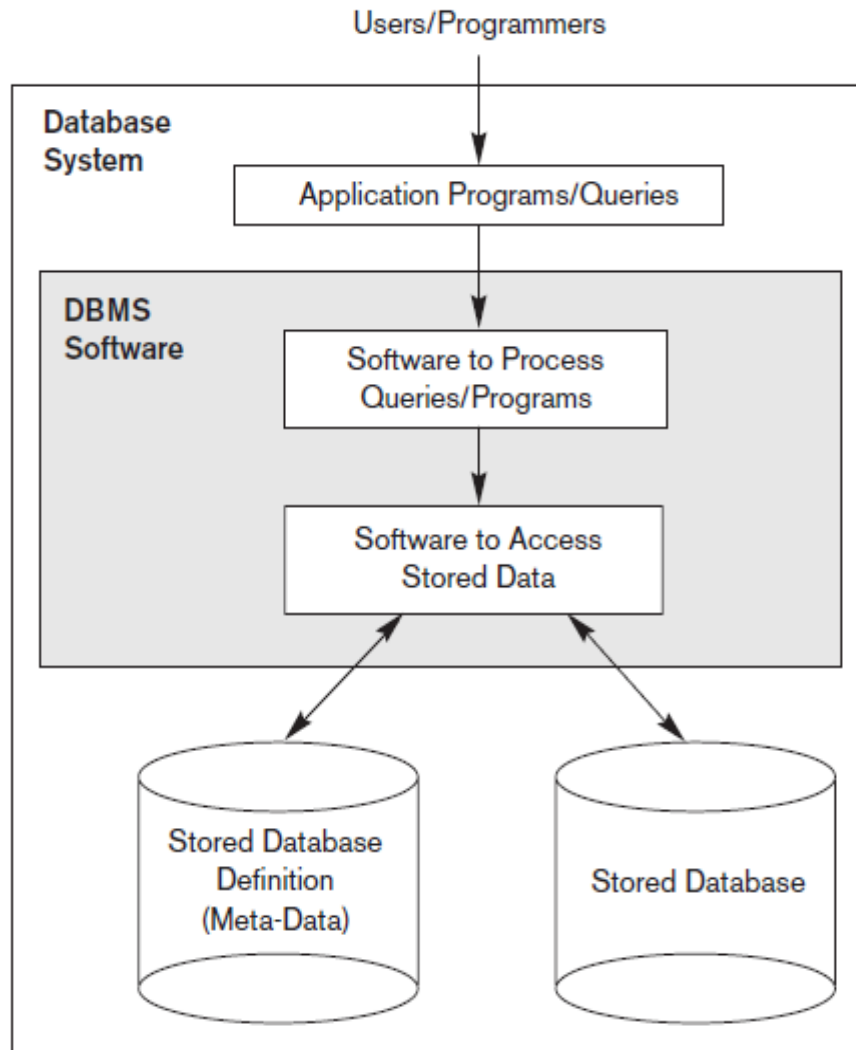 Users/Programmers
Database
System
Application Programs/Queries
DBMS
Software
Software to Process
Queries/Programs
Software to Access
Stored Data
Stored Database
Definition
(Meta-Data)
Stored Database